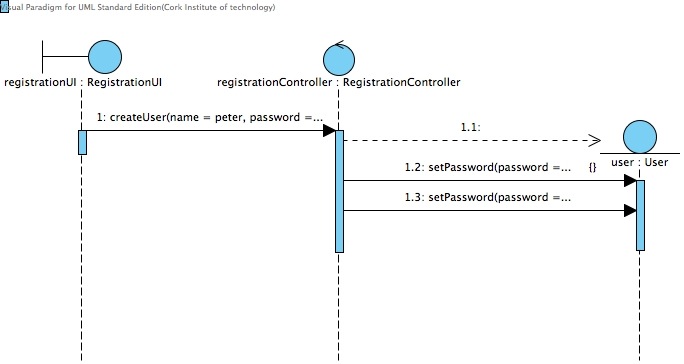 Visual Paradigm for UML Standard Edition(Cork Institute of technology)
registrationUI : RegistrationUI
registrationController : RegistrationController
1: createUser(name = peter, password =...
1.1:
user : User
1.2: setPassword(password =...
{}
1.3: setPassword(password =...